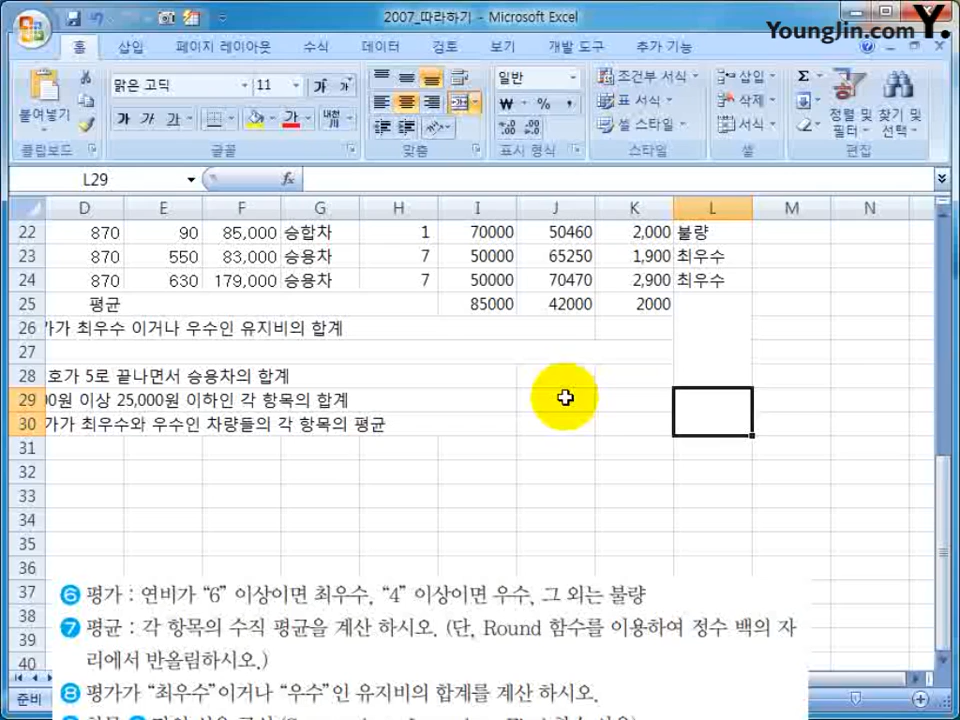 2007_따라하기 - Microsoft Excel
YoungJin.com Y.
홈 삽입 페이지 레이아웃 수식 데이터 검토 보기 개발 도구 추가 기능
맑은 고딕 11 가 가 일반 조건부 서식 삽입 Σ
붙여넣기 가 가 가 가 내천 ₩ % , 표 서식 삭제 정렬 및 필터 찾기 및 선택
셀 스타일 서식
클립보드 글꼴 맞춤 표시 형식 스타일 셀 편집
L29 fx
D E F G H I J K L M N
22 870 90 85,000 승합차 1 70000 50460 2,000 불량
23 870 550 83,000 승용차 7 50000 65250 1,900 최우수
24 870 630 179,000 승용차 7 50000 70470 2,900 최우수
25 평균 85000 42000 2000
26 가가 최우수 이거나 우수인 유지비의 합계
27
28 호가 5로 끝나면서 승용차의 합계
29 00원 이상 25,000원 이하인 각 항목의 합계
30 가가 최우수와 우수인 차량들의 각 항목의 평균
31
32
33
34
35
36
37
38
39
40
⑥ 평가 : 연비가 “6” 이상이면 최우수, “4” 이상이면 우수, 그 외는 불량
⑦ 평균 : 각 항목의 수직 평균을 계산 하시오. (단, Round 함수를 이용하여 정수 백의 자
리에서 반올림하시오.)
⑧ 평가가 “최우수”이거나 “우수”인 유지비의 합계를 계산 하시오.
준비